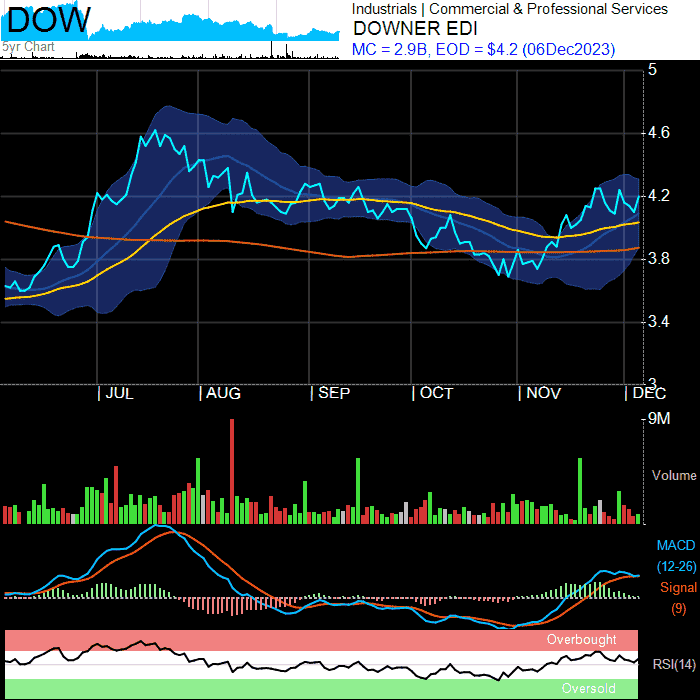 DOW
5yr Chart
Industrials | Commercial & Professional Services
DOWNER EDI
MC = 2.9B, EOD = $4.2 (06Dec2023)
5
4.6
4.2
3.8
3.4
3
| JUL
| AUG
| SEP
| OCT
| NOV
| DEC
9M
Volume
MACD
(12-26)
Signal
(9)
Overbought
RSI(14)
Oversold